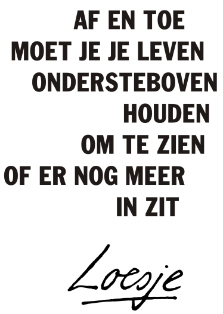 AF EN TOE
MOET JE JE LEVEN
ONDERSTEBOVEN
HOUDEN
OM TE ZIEN
OF ER NOG MEER
IN ZIT
Loesje